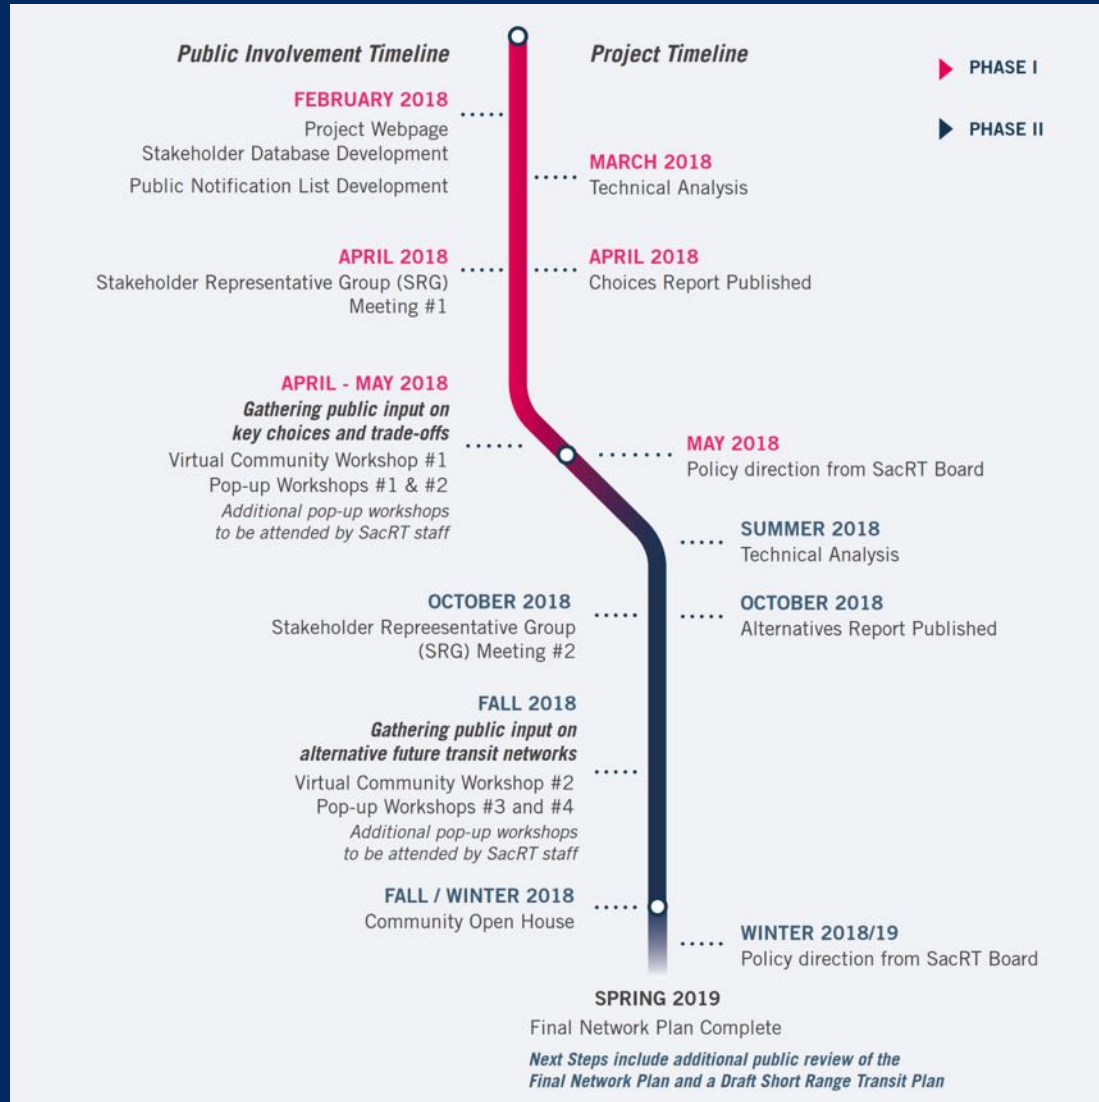 Public Involvement Timeline
Project Timeline
PHASE I
PHASE II
FEBRUARY 2018
Project Webpage
Stakeholder Database Development
Public Notification List Development
MARCH 2018
Technical Analysis
APRIL 2018
Stakeholder Representative Group (SRG)
Meeting #1
APRIL 2018
Choices Report Published
APRIL - MAY 2018
Gathering public input on
key choices and trade-offs
Virtual Community Workshop #1
Pop-up Workshops #1 & #2
Additional pop-up workshops
to be attended by SacRT staff
MAY 2018
Policy direction from SacRT Board
SUMMER 2018
Technical Analysis
OCTOBER 2018
Stakeholder Repreesentative Group
(SRG) Meeting #2
OCTOBER 2018
Alternatives Report Published
FALL 2018
Gathering public input on
alternative future transit networks
Virtual Community Workshop #2
Pop-up Workshops #3 and #4
Additional pop-up workshops
to be attended by SacRT staff
FALL / WINTER 2018
Community Open House
WINTER 2018/19
Policy direction from SacRT Board
SPRING 2019
Final Network Plan Complete
Next Steps include additional public review of the
Final Network Plan and a Draft Short Range Transit Plan